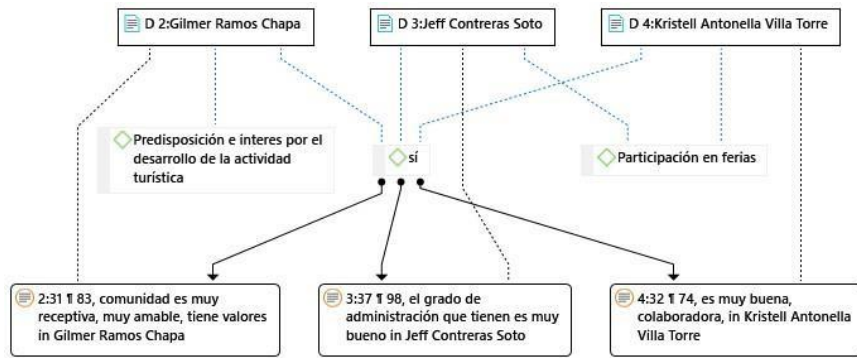 D 2:Gilmer Ramos Chapa
D 3:Jeff Contreras Soto
D 4:Kristell Antonella Villa Torre
Predisposición e interes por el
desarrollo de la actividad
turística
sí
Participación en ferias
2:31 ¶ 83, comunidad es muy
receptiva, muy amable, tiene valores
in Gilmer Ramos Chapa
3:37 ¶ 98, el grado de
administración que tienen es muy
bueno in Jeff Contreras Soto
4:32 ¶ 74, es muy buena,
colaboradora, in Kristell Antonella
Villa Torre